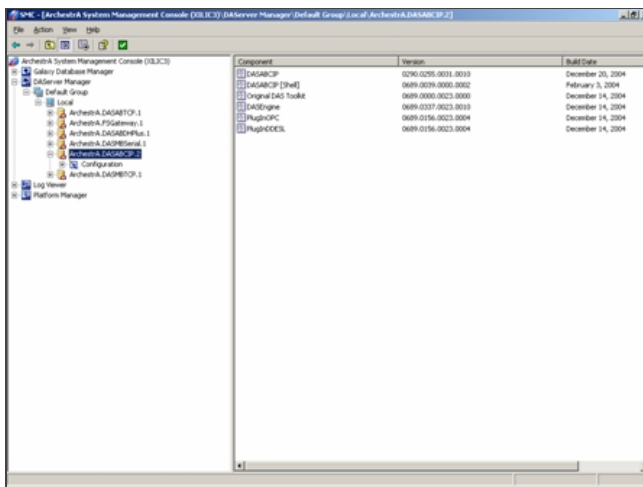 SMC - [ArchestrA System Management Console (XILIC3)\DAServer Manager\Default Group\Local\ArchestrA.DASABCIP.2]
File Action View Help
ArchestrA System Management Console (XILIC3)
Galaxy Database Manager
DAServer Manager
Default Group
Local
ArchestrA.DASABTCP.1
ArchestrA.FSGateway.1
ArchestrA.DASABDHPlus.1
ArchestrA.DASMBSerial.1
ArchestrA.DASABCIP.2
Configuration
ArchestrA.DASMBTCP.1
Log Viewer
Platform Manager
Component Version Build Date
DASABCIP 0290.0255.0031.0010 December 20, 2004
DASABCIP [Shell] 0689.0039.0000.0002 February 3, 2004
Original DAS Toolkit 0689.0000.0023.0000 December 14, 2004
DASEngine 0689.0337.0023.0010 December 14, 2004
PlugInOPC 0689.0156.0023.0004 December 14, 2004
PlugInDDESL 0689.0156.0023.0004 December 14, 2004